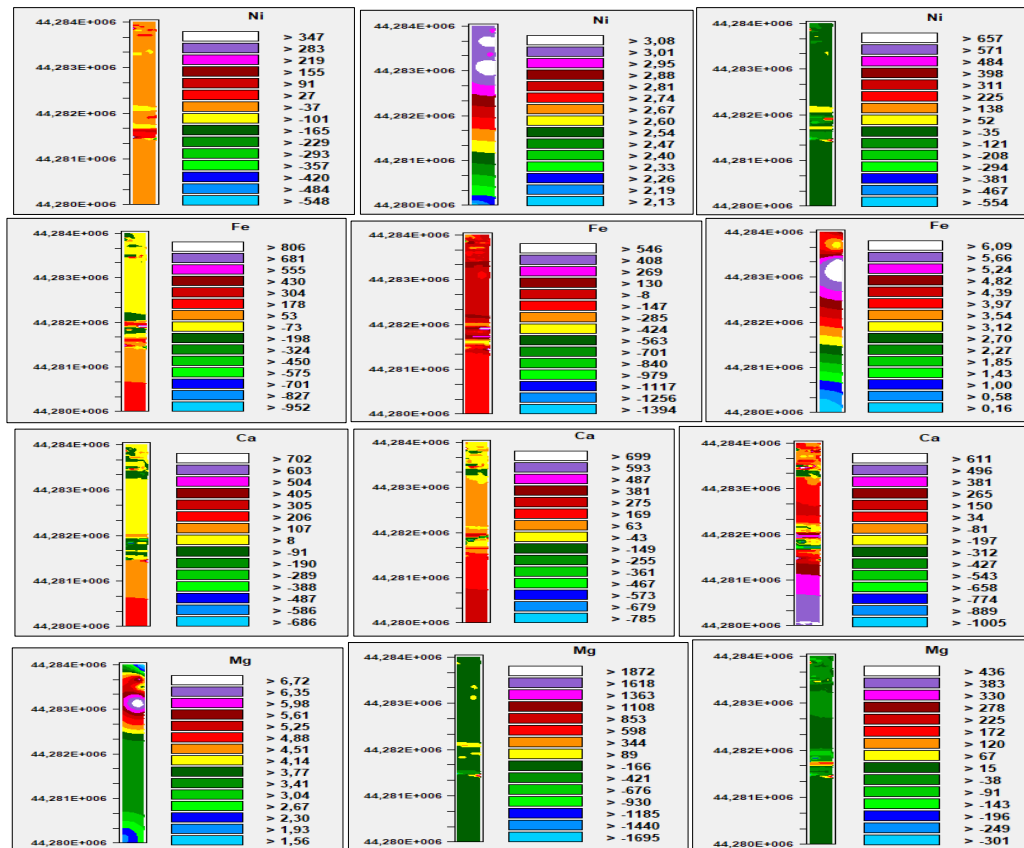 Ni
44,284E+006
44,283E+006
44,282E+006
44,281E+006
44,280E+006
> 347
> 283
> 219
> 155
> 91
> 27
> -37
> -101
> -165
> -229
> -293
> -357
> -420
> -484
> -548
Ni
44,284E+006
44,283E+006
44,282E+006
44,281E+006
44,280E+006
> 3,08
> 3,01
> 2,95
> 2,88
> 2,81
> 2,74
> 2,67
> 2,60
> 2,54
> 2,47
> 2,40
> 2,33
> 2,26
> 2,19
> 2,13
Ni
44,284E+006
44,283E+006
44,282E+006
44,281E+006
44,280E+006
> 657
> 571
> 484
> 398
> 311
> 225
> 138
> 52
> -35
> -121
> -208
> -294
> -381
> -467
> -554
Fe
44,284E+006
44,283E+006
44,282E+006
44,281E+006
44,280E+006
> 806
> 681
> 555
> 430
> 304
> 178
> 53
> -73
> -198
> -324
> -450
> -575
> -701
> -827
> -952
Fe
44,284E+006
44,283E+006
44,282E+006
44,281E+006
44,280E+006
> 546
> 408
> 269
> 130
> -8
> -147
> -285
> -424
> -563
> -701
> -840
> -979
> -1117
> -1256
> -1394
Fe
44,284E+006
44,283E+006
44,282E+006
44,281E+006
44,280E+006
> 6,09
> 5,66
> 5,24
> 4,82
> 4,39
> 3,97
> 3,54
> 3,12
> 2,70
> 2,27
> 1,85
> 1,43
> 1,00
> 0,58
> 0,16
Ca
44,284E+006
44,283E+006
44,282E+006
44,281E+006
44,280E+006
> 702
> 603
> 504
> 405
> 305
> 206
> 107
> 8
> -91
> -190
> -289
> -388
> -487
> -586
> -686
Ca
44,284E+006
44,283E+006
44,282E+006
44,281E+006
44,280E+006
> 699
> 593
> 487
> 381
> 275
> 169
> 63
> -43
> -149
> -255
> -361
> -467
> -573
> -679
> -785
Ca
44,284E+006
44,283E+006
44,282E+006
44,281E+006
44,280E+006
> 611
> 496
> 381
> 265
> 150
> 34
> -81
> -197
> -312
> -427
> -543
> -658
> -774
> -889
> -1005
Mg
44,284E+006
44,283E+006
44,282E+006
44,281E+006
44,280E+006
> 6,72
> 6,35
> 5,98
> 5,61
> 5,25
> 4,88
> 4,51
> 4,14
> 3,77
> 3,41
> 3,04
> 2,67
> 2,30
> 1,93
> 1,56
Mg
44,284E+006
44,283E+006
44,282E+006
44,281E+006
44,280E+006
> 1872
> 1618
> 1363
> 1108
> 853
> 598
> 344
> 89
> -166
> -421
> -676
> -930
> -1185
> -1440
> -1695
Mg
44,284E+006
44,283E+006
44,282E+006
44,281E+006
44,280E+006
> 436
> 383
> 330
> 278
> 225
> 172
> 120
> 67
> 15
> -38
> -91
> -143
> -196
> -249
> -301